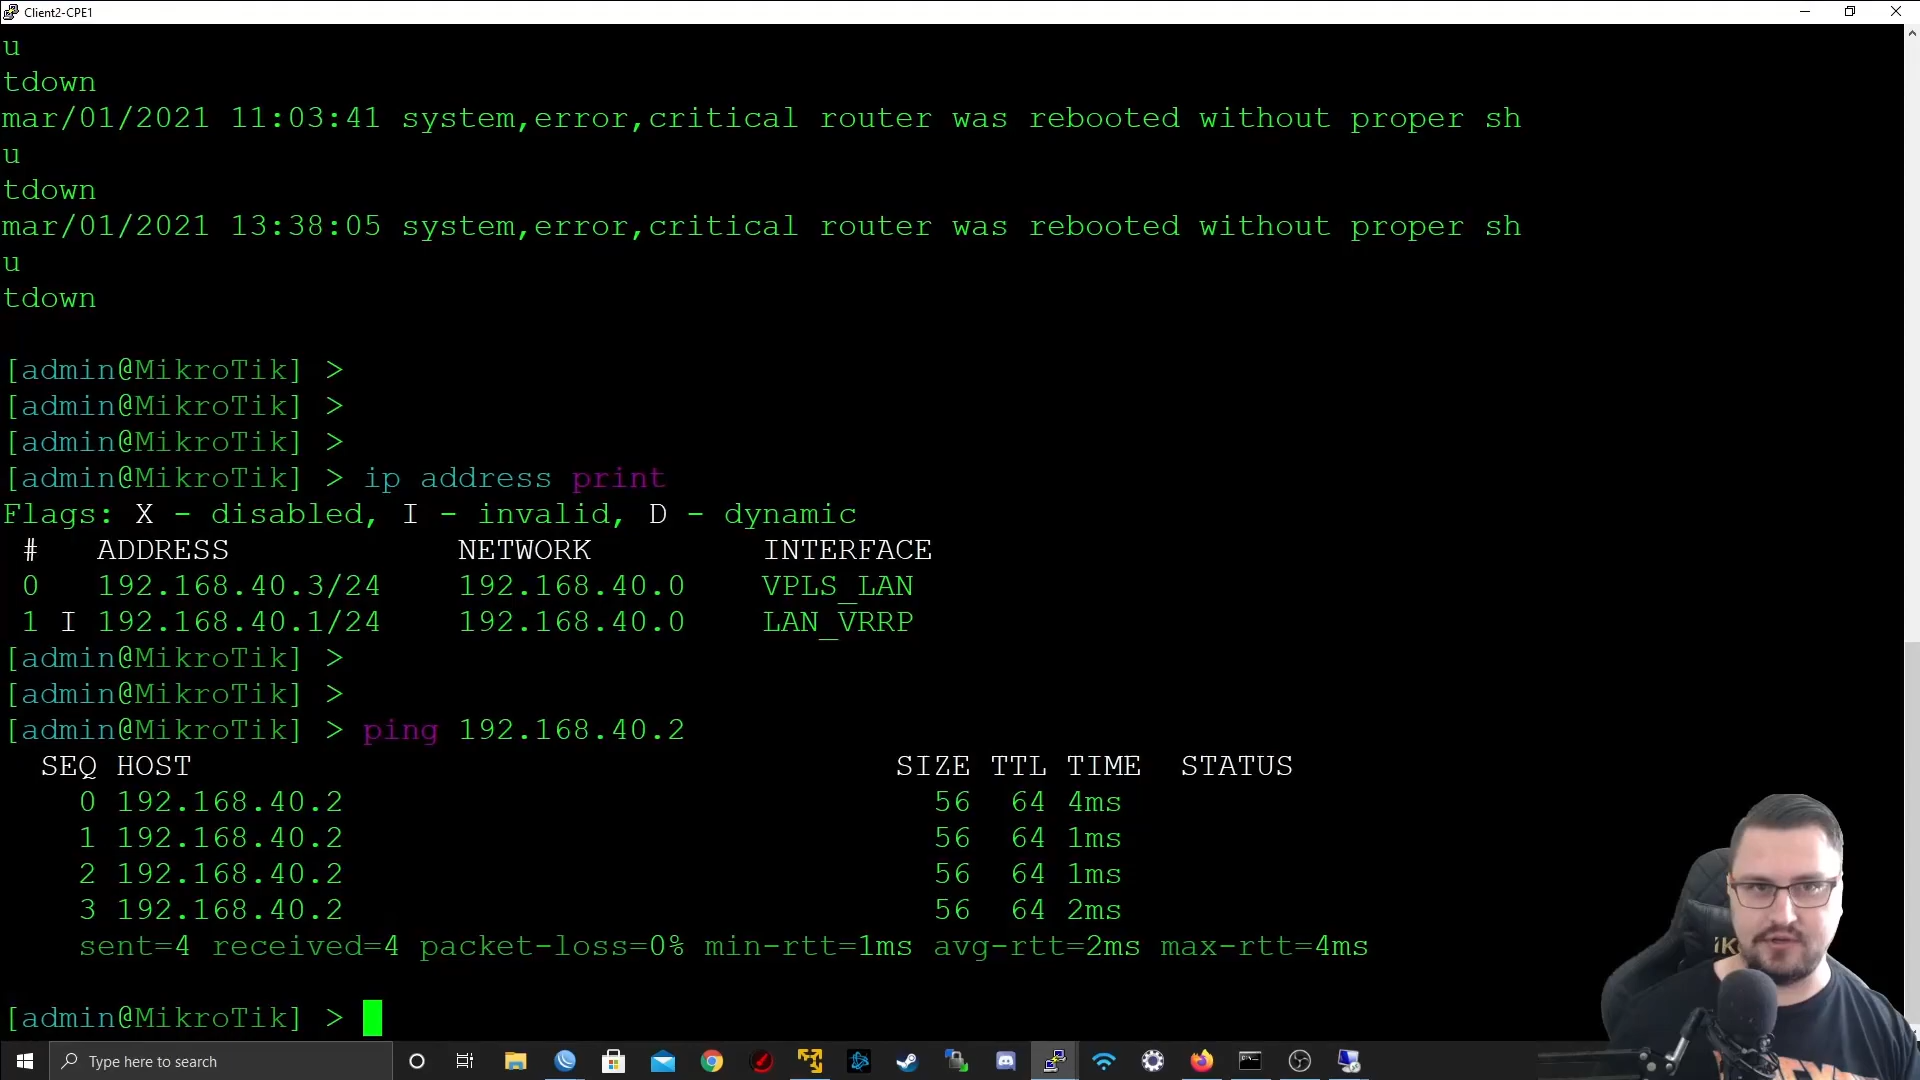 Client2-CPE1
u
tdown
mar/01/2021 11:03:41 system,error,critical router was rebooted without proper sh
u
tdown
mar/01/2021 13:38:05 system,error,critical router was rebooted without proper sh
u
tdown
[admin@MikroTik] >
[admin@MikroTik] >
[admin@MikroTik] >
[admin@MikroTik] > ip address print
Flags: X - disabled, I - invalid, D - dynamic
#   ADDRESS            NETWORK         INTERFACE
0   192.168.40.3/24    192.168.40.0    VPLS_LAN
1 I 192.168.40.1/24    192.168.40.0    LAN_VRRP
[admin@MikroTik] >
[admin@MikroTik] >
[admin@MikroTik] > ping 192.168.40.2
SEQ HOST                                     SIZE TTL TIME  STATUS
0 192.168.40.2                               56  64 4ms
1 192.168.40.2                               56  64 1ms
2 192.168.40.2                               56  64 1ms
3 192.168.40.2                               56  64 2ms
sent=4 received=4 packet-loss=0% min-rtt=1ms avg-rtt=2ms max-rtt=4ms
[admin@MikroTik] >
Type here to search